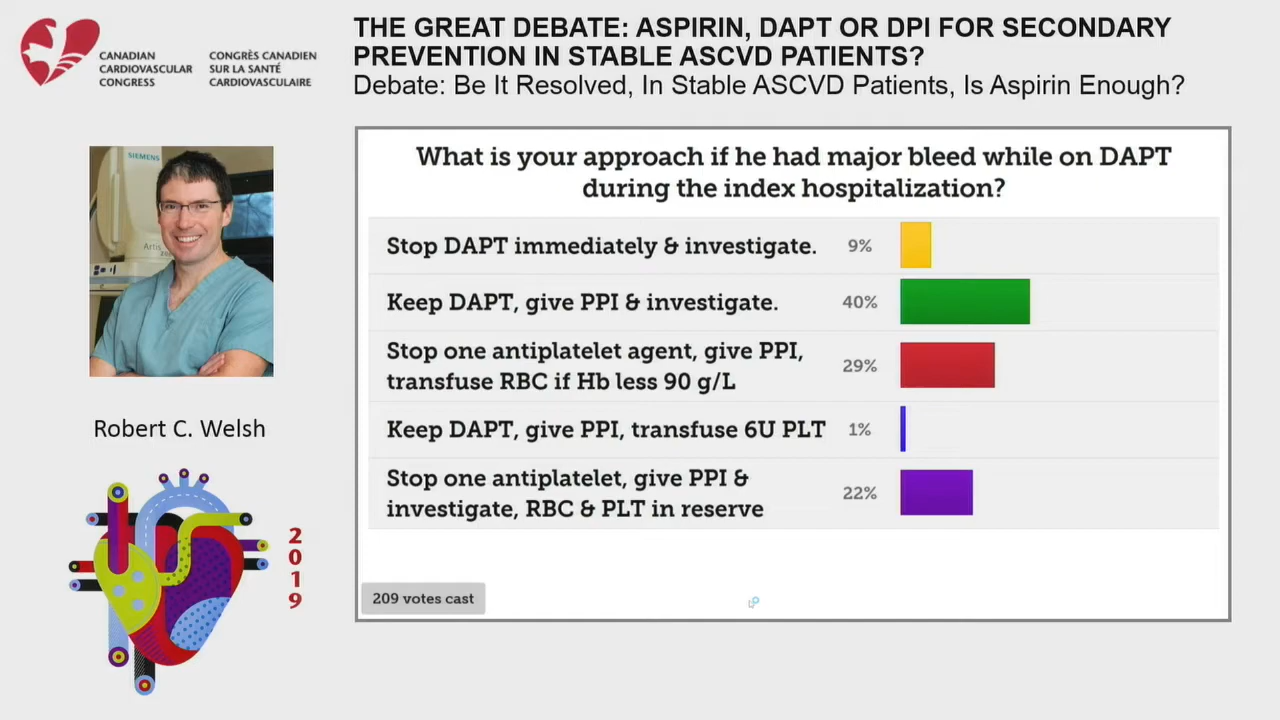 CANADIAN
CARDIOVASCULAR
CONGRESS
CONGRÈS CANADIEN
SUR LA SANTÉ
CARDIOVASCULAIRE
THE GREAT DEBATE: ASPIRIN, DAPT OR DPI FOR SECONDARY
PREVENTION IN STABLE ASCVD PATIENTS?
Debate: Be It Resolved, In Stable ASCVD Patients, Is Aspirin Enough?
SIEMENS
Robert C. Welsh
2019
What is your approach if he had major bleed while on DAPT
during the index hospitalization?
Stop DAPT immediately & investigate. 9%
Keep DAPT, give PPI & investigate. 40%
Stop one antiplatelet agent, give PPI,
transfuse RBC if Hb less 90 g/L 29%
Keep DAPT, give PPI, transfuse 6U PLT 1%
Stop one antiplatelet, give PPI &
investigate, RBC & PLT in reserve 22%
209 votes cast